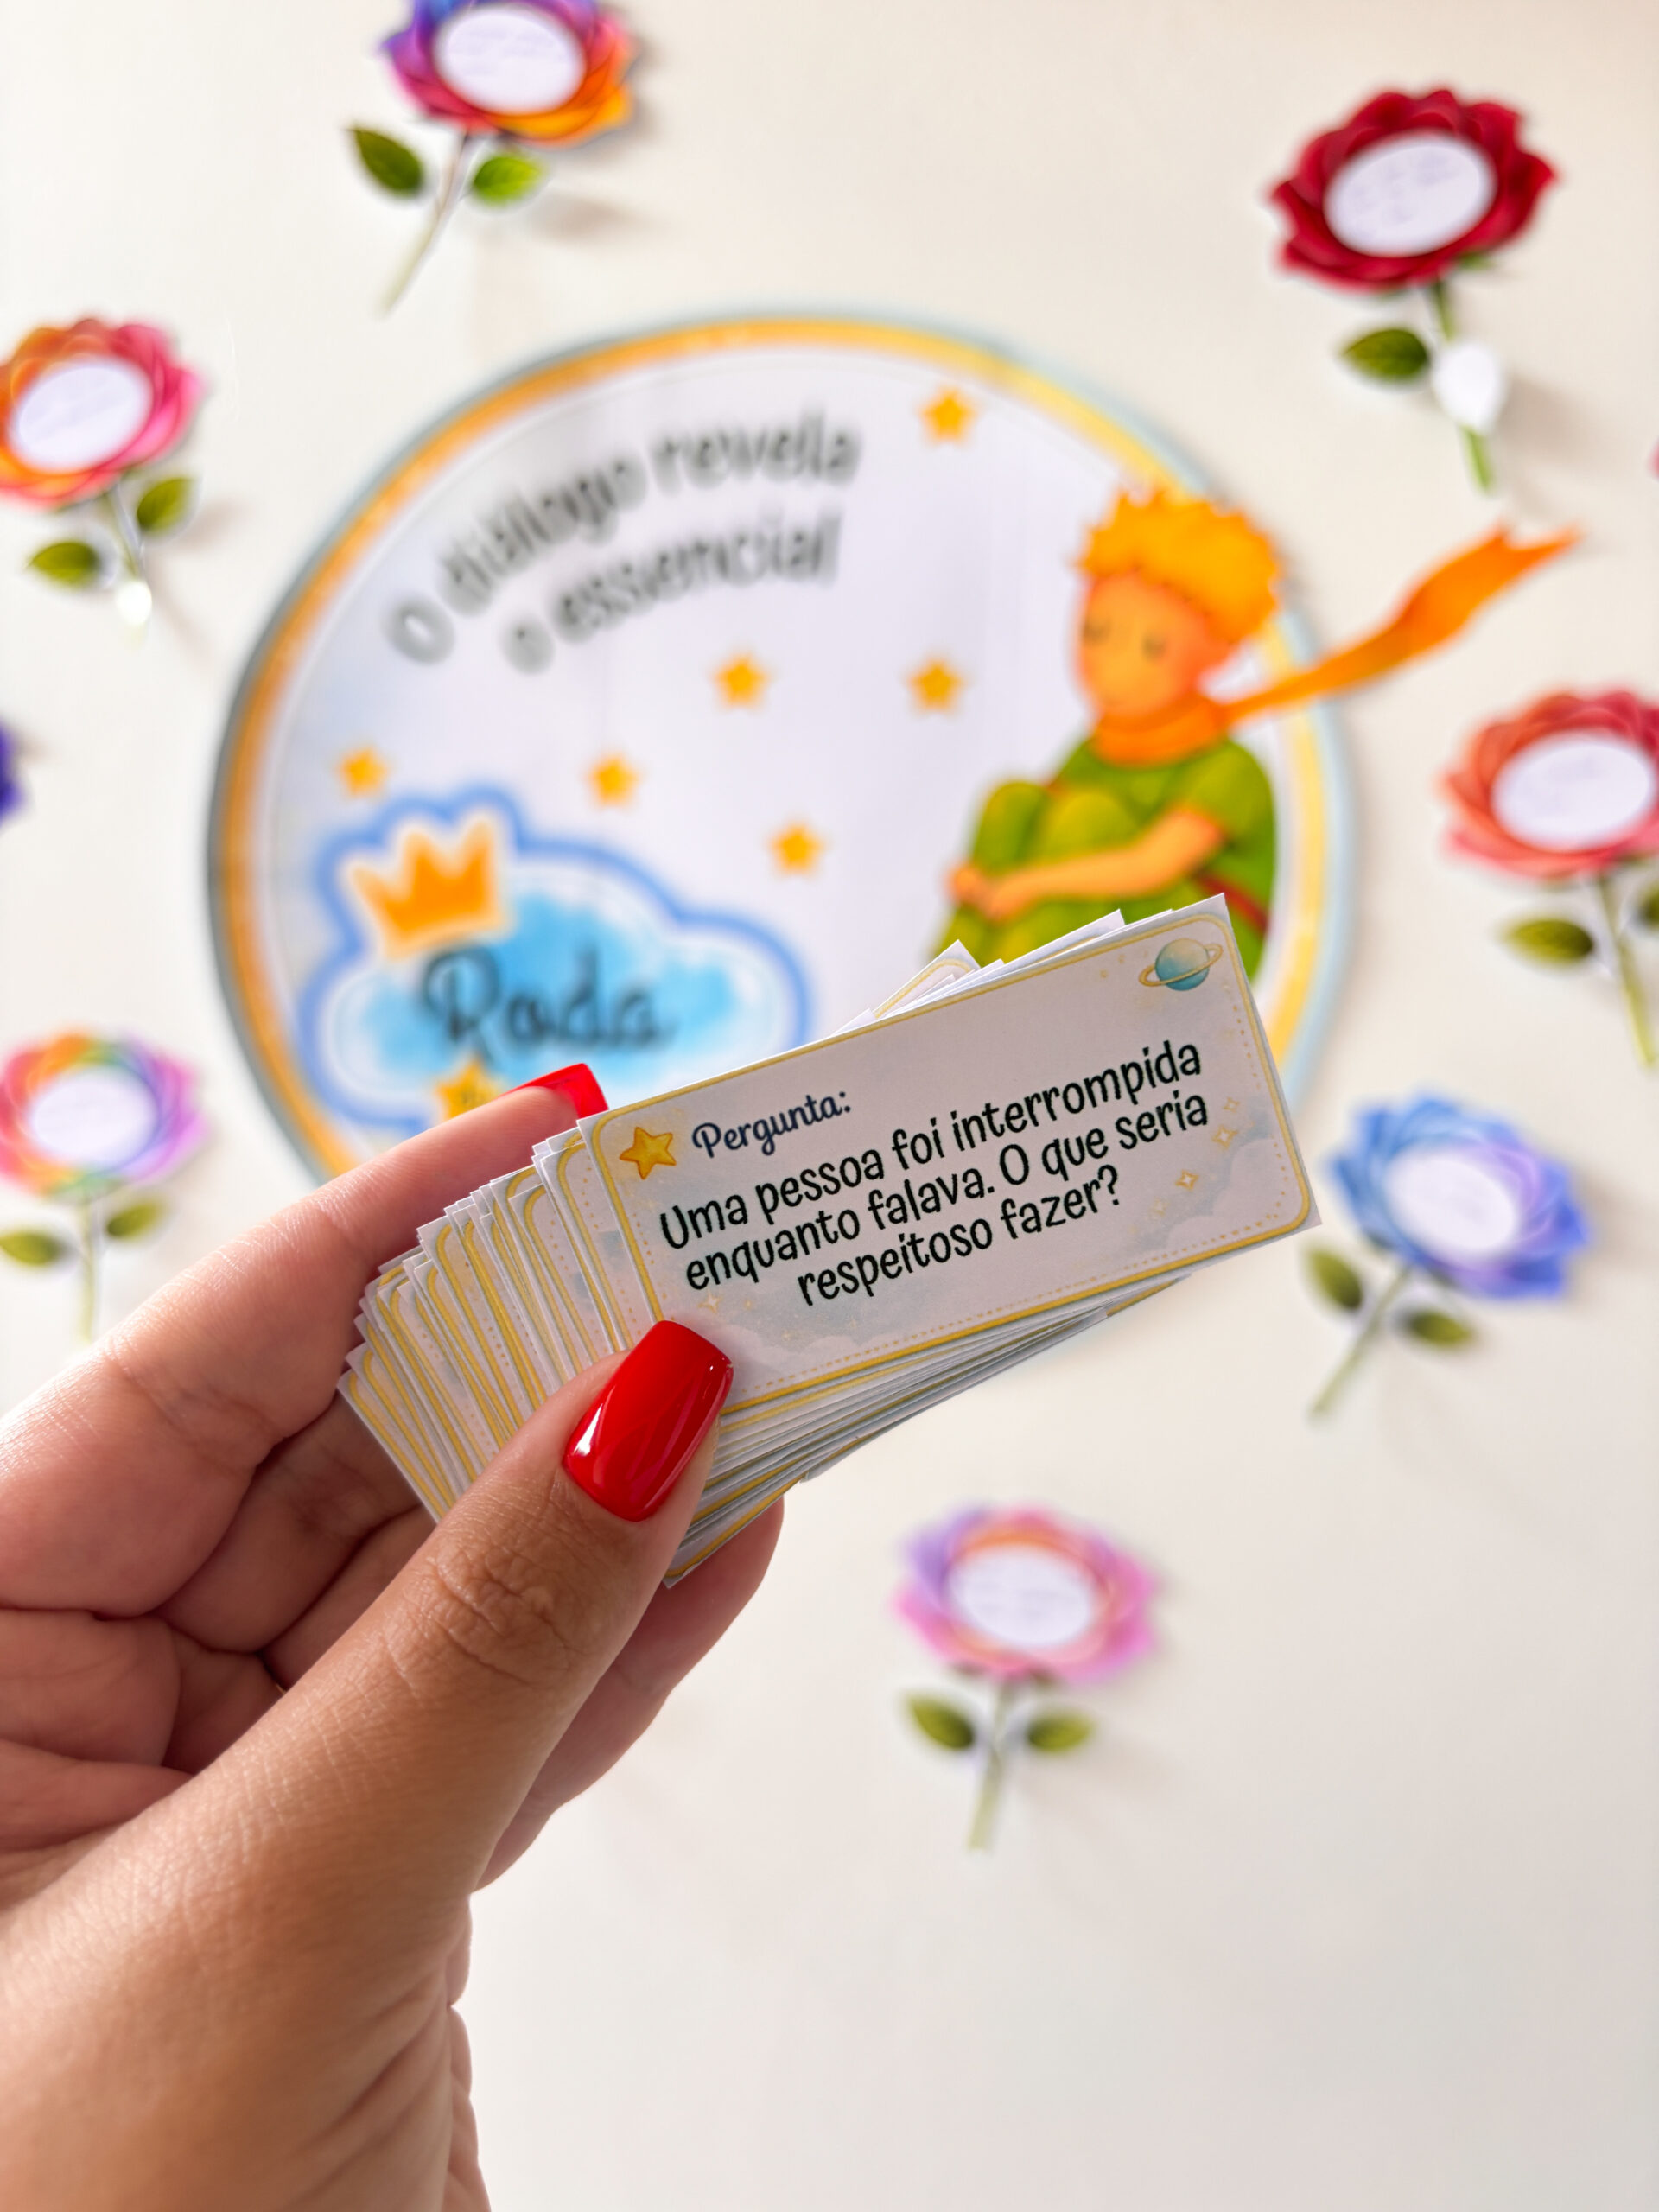 O diálogo revela
o essencial
Roda
Pergunta:
Uma pessoa foi interrompida
enquanto falava. O que seria
respeitoso fazer?